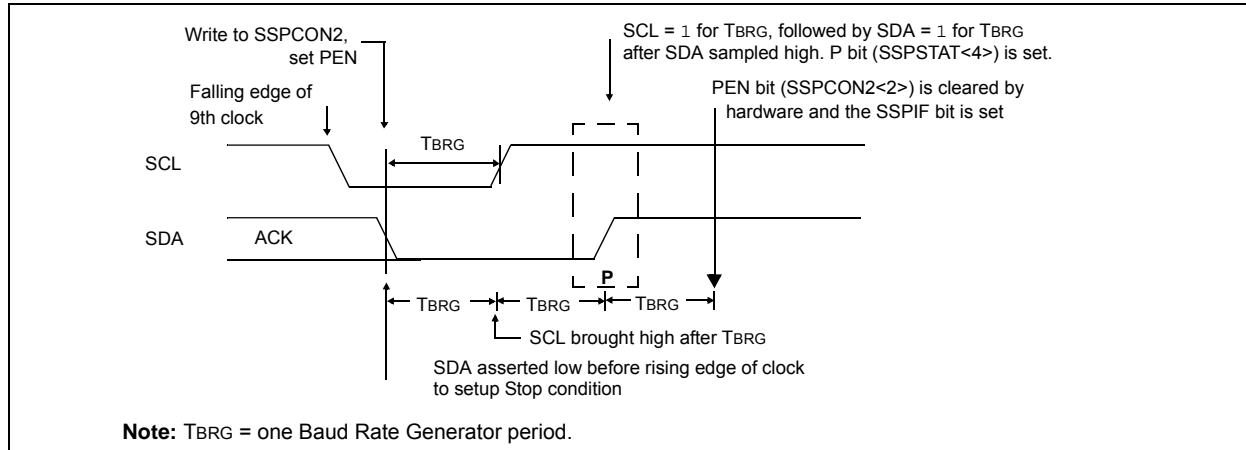 Write to SSPCON2,
set PEN
SCL = 1 for TBRG, followed by SDA = 1 for TBRG
after SDA sampled high. P bit (SSPSTAT<4>) is set.
Falling edge of
9th clock
PEN bit (SSPCON2<2>) is cleared by
hardware and the SSPIF bit is set
TBRG
SCL
SDA
ACK
P
TBRG
TBRG
TBRG
SCL brought high after TBRG
SDA asserted low before rising edge of clock
to setup Stop condition
Note: TBRG = one Baud Rate Generator period.